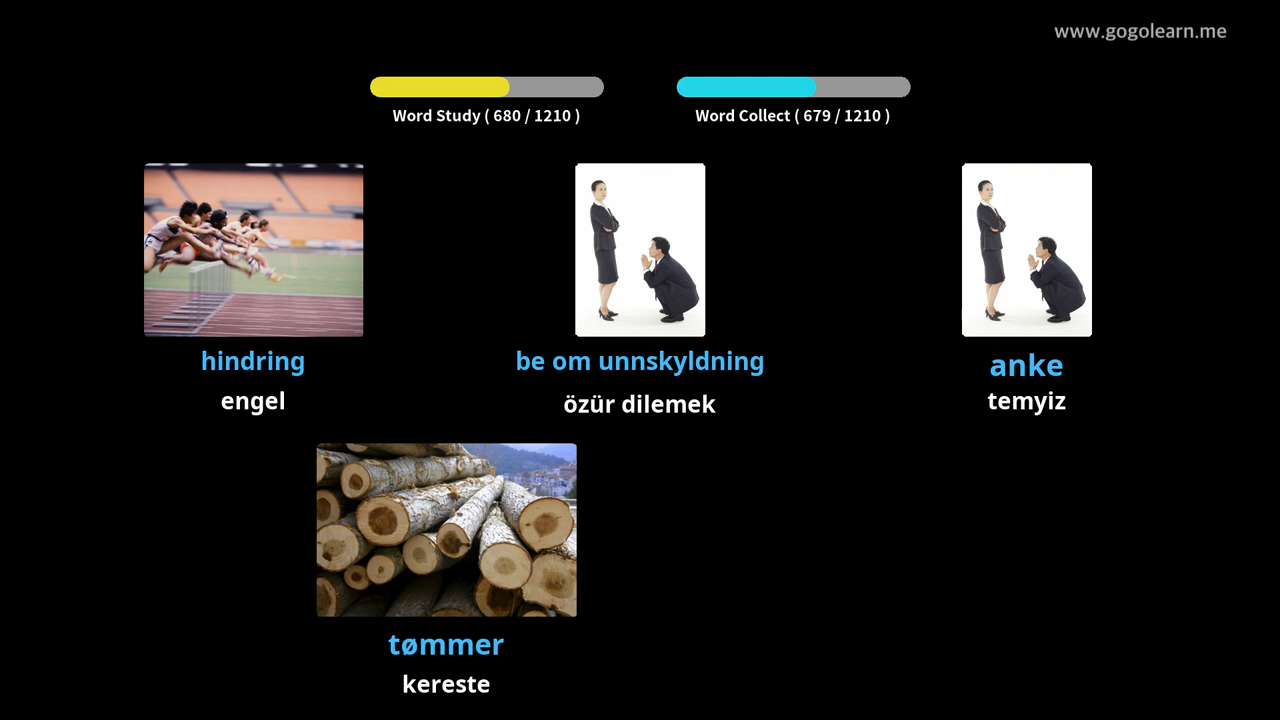 www.gogolearn.me
Word Study ( 680 / 1210 )
Word Collect ( 679 / 1210 )
hindring
engel
be om unnskyldning
özür dilemek
anke
temyiz
tømmer
kereste